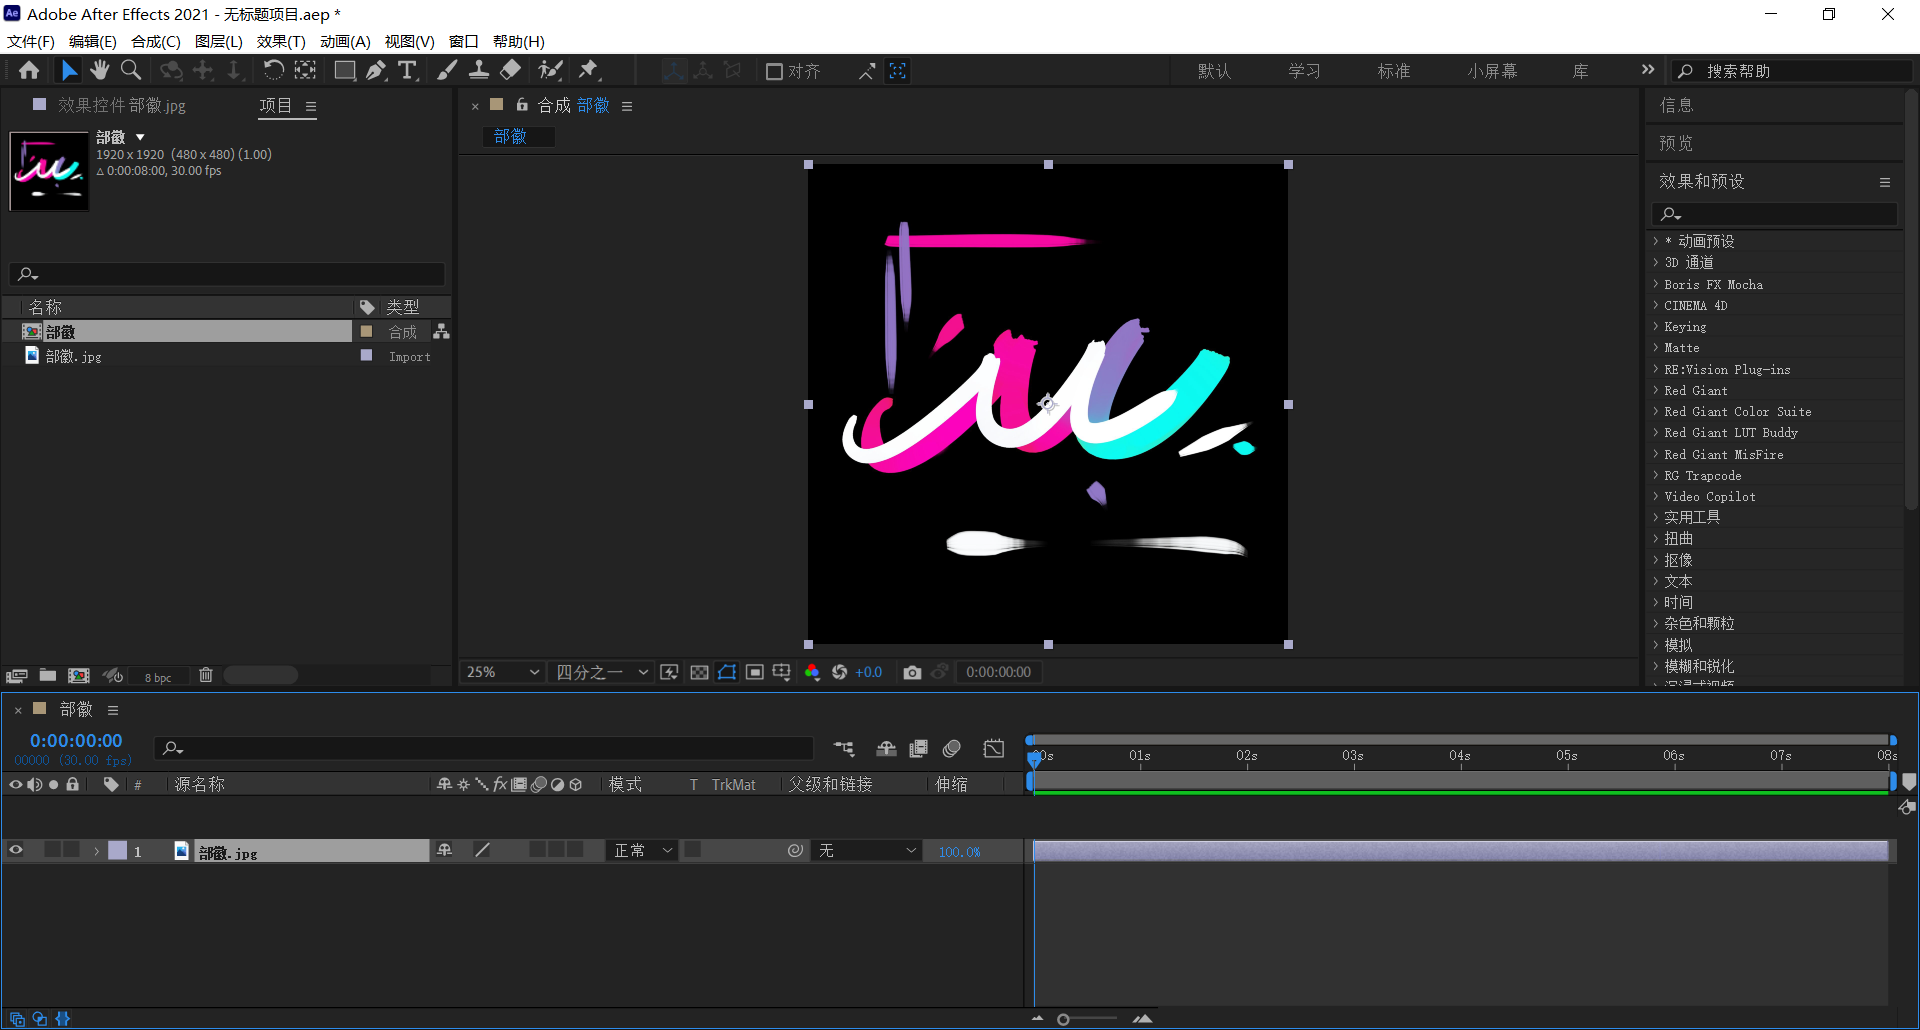 Adobe After Effects 2021 - 无标题项目.aep *
文件(F) 编辑(E) 合成(C) 图层(L) 效果(T) 动画(A) 视图(V) 窗口 帮助(H)
对齐 默认 学习 标准 小屏幕 库 搜索帮助
效果控件 部徽.jpg 项目
部徽
1920 x 1920 (480 x 480) (1.00)
△ 0:00:08:00, 30.00 fps
名称 类型
部徽 合成
部徽.jpg Import
8 bpc
合成 部徽
部徽
25% 四分之一 +0.0 0:00:00:00
信息
预览
效果和预设
* 动画预设
3D 通道
Boris FX Mocha
CINEMA 4D
Keying
Matte
RE:Vision Plug-ins
Red Giant
Red Giant Color Suite
Red Giant LUT Buddy
Red Giant MisFire
RG Trapcode
Video Copilot
实用工具
扭曲
抠像
文本
时间
杂色和颗粒
模拟
模糊和锐化
沉浸式视频
部徽
0:00:00:00
00000 (30.00 fps)
00s 01s 02s 03s 04s 05s 06s 07s 08s
# 源名称 模式 T TrkMat 父级和链接 伸缩
1 部徽.jpg 正常 无 100.0%